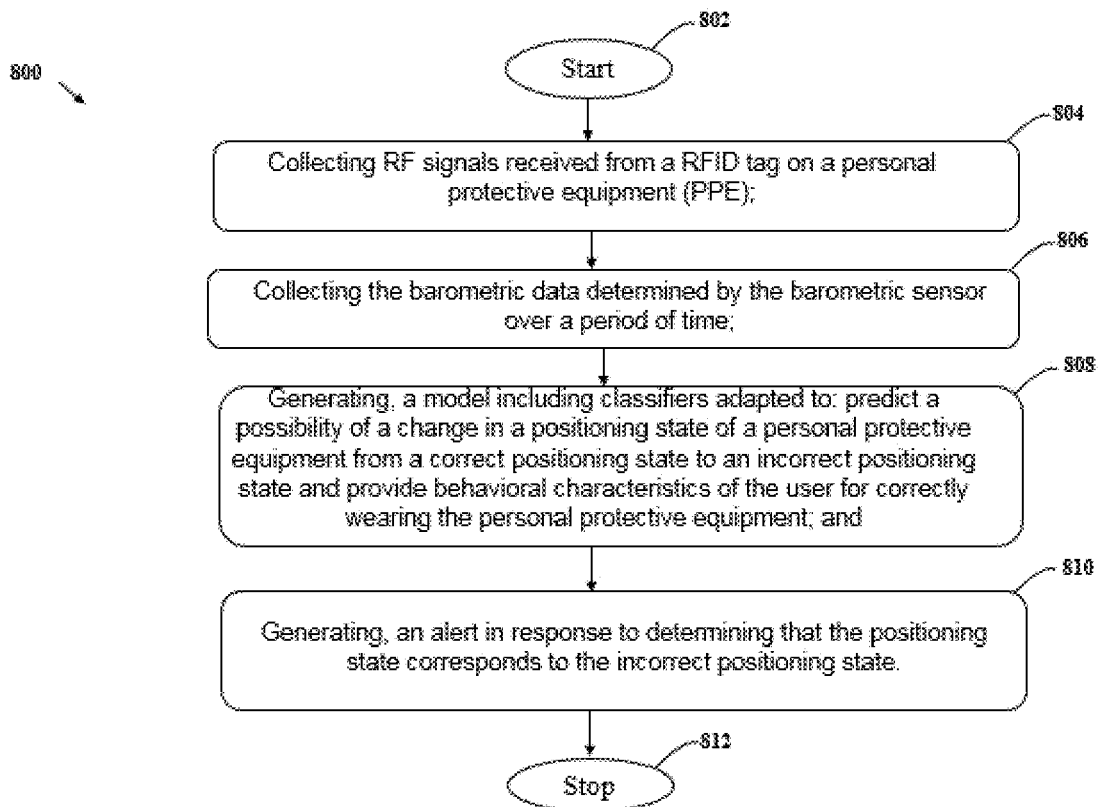 802
Start
800
804
Collecting RF signals received from a RFID tag on a personal
protective equipment (PPE);
806
Collecting the barometric data determined by the barometric sensor
over a period of time;
808
Generating, a model including classifiers adapted to: predict a
possibility of a change in a positioning state of a personal protective
equipment from a correct positioning state to an incorrect positioning
state and provide behavioral characteristics of the user for correctly
wearing the personal protective equipment; and
810
Generating, an alert in response to determining that the positioning
state corresponds to the incorrect positioning state.
812
Stop